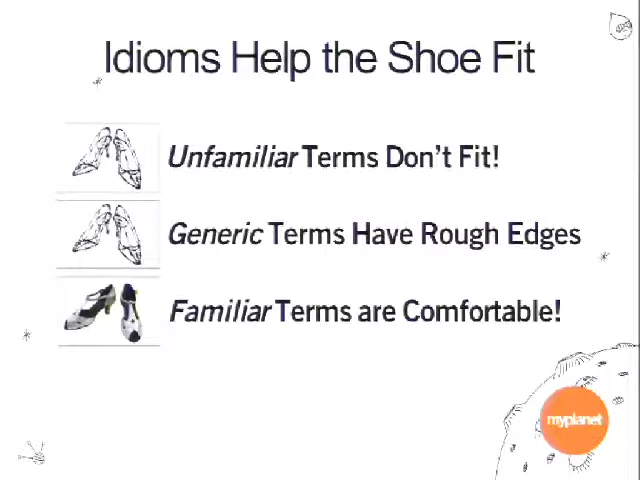 Idioms Help the Shoe Fit
Unfamiliar Terms Don't Fit!
Generic Terms Have Rough Edges
Familiar Terms are Comfortable!
myplanet